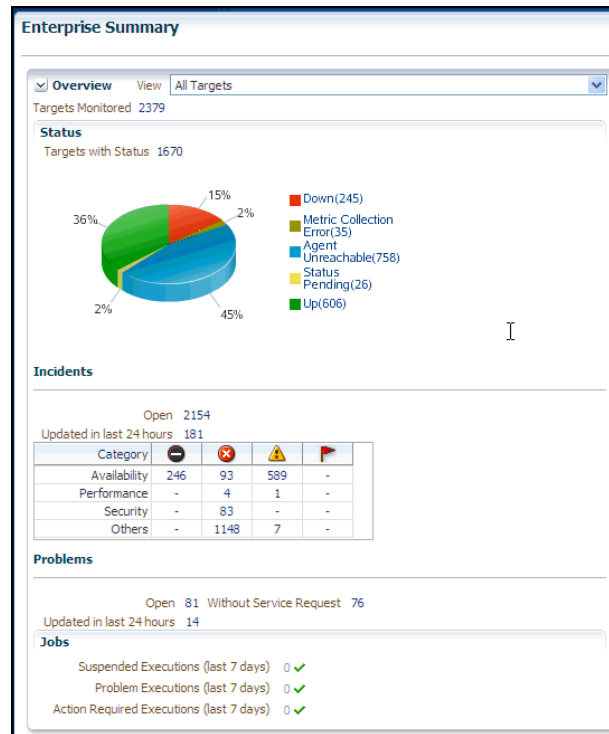 Enterprise Summary
Overview View All Targets
Targets Monitored 2379
Status
Targets with Status 1670
15%
2%
36%
2%
45%
Down(245)
Metric Collection
Error(35)
Agent
Unreachable(758)
Status
Pending(26)
Up(606)
Incidents
Open 2154
Updated in last 24 hours 181
Category
Availability 246 93 589 -
Performance - 4 1 -
Security - 83 - -
Others - 1148 7 -
Problems
Open 81 Without Service Request 76
Updated in last 24 hours 14
Jobs
Suspended Executions (last 7 days) 0
Problem Executions (last 7 days) 0
Action Required Executions (last 7 days) 0